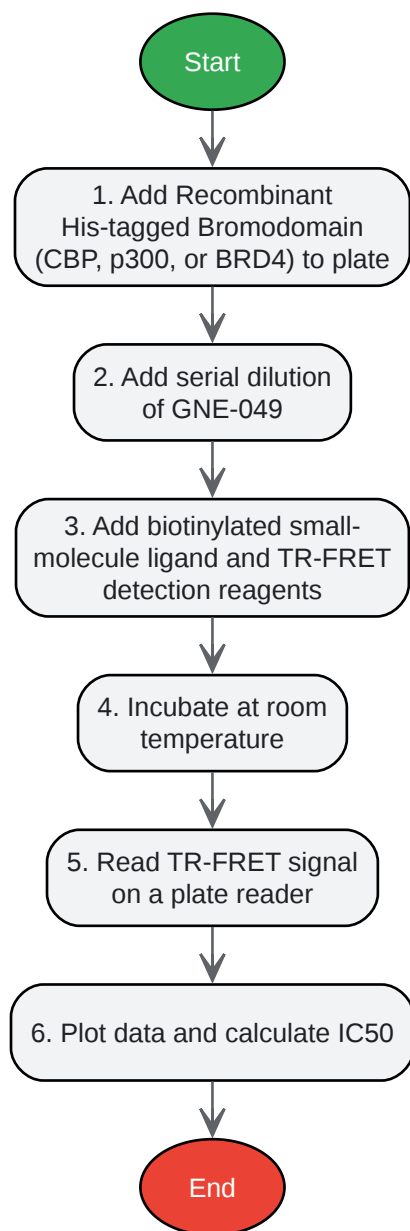 Start
1. Add Recombinant
His-tagged Bromodomain
(CBP, p300, or BRD4) to plate
2. Add serial dilution
of GNE-049
3. Add biotinylated small-
molecule ligand and TR-FRET
detection reagents
4. Incubate at room
temperature
5. Read TR-FRET signal
on a plate reader
6. Plot data and calculate IC50
End